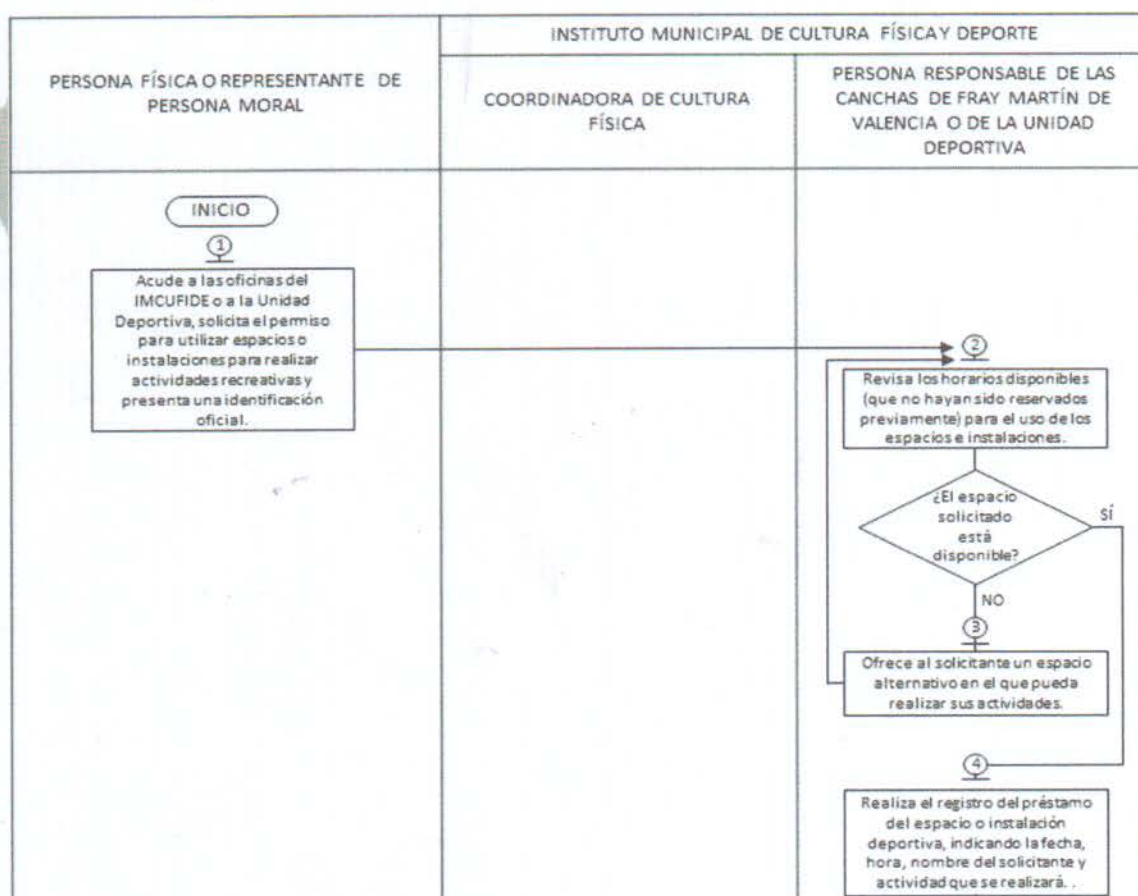 INSTITUTO MUNICIPAL DE CULTURA FÍSICA Y DEPORTE
PERSONA FÍSICA O REPRESENTANTE DE
PERSONA MORAL
COORDINADORA DE CULTURA
FÍSICA
PERSONA RESPONSABLE DE LAS
CANCHAS DE FRAY MARTÍN DE
VALENCIA O DE LA UNIDAD
DEPORTIVA
INICIO
1
Acude a las oficinas del
IMCUFIDE o a la Unidad
Deportiva, solicita el permiso
para utilizar espacios o
instalaciones para realizar
actividades recreativas y
presenta una identificación
oficial.
2
Revisa los horarios disponibles
(que no hayan sido reservados
previamente) para el uso de los
espacios e instalaciones.
¿El espacio
solicitado
está
disponible?
SÍ
NO
3
Ofrece al solicitante un espacio
alternativo en el que pueda
realizar sus actividades.
4
Realiza el registro del préstamo
del espacio o instalación
deportiva, indicando la fecha,
hora, nombre del solicitante y
actividad que se realizará. .